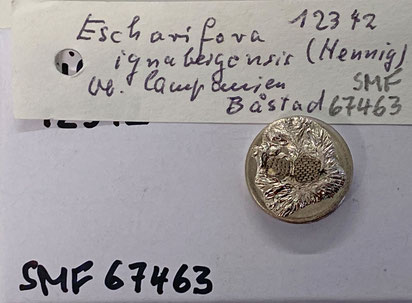 Escharifora 12342
ignabergensis (Hennig)
ob. Campanien SMF
Båstad 67463
SMF 67463